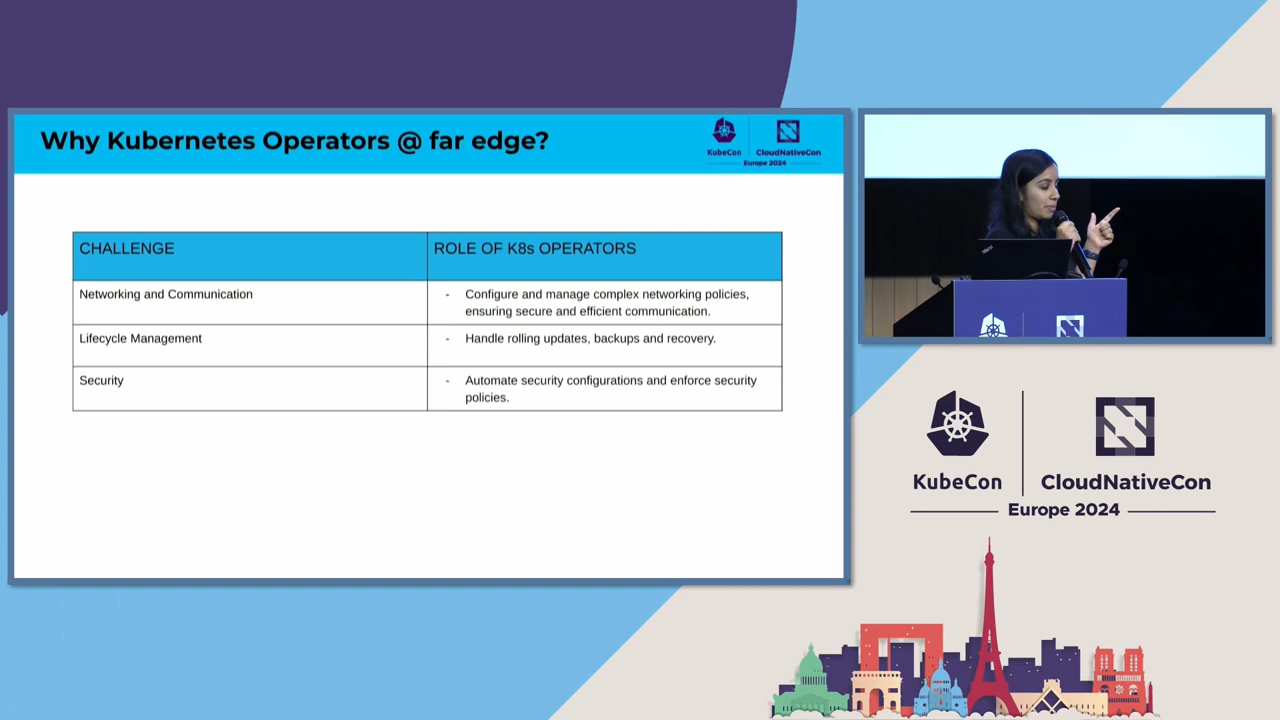 Why Kubernetes Operators @ far edge?
KubeCon
CloudNativeCon
Europe 2024
CHALLENGE
ROLE OF K8s OPERATORS
Networking and Communication
- Configure and manage complex networking policies,
ensuring secure and efficient communication.
Lifecycle Management
- Handle rolling updates, backups and recovery.
Security
- Automate security configurations and enforce security
policies.
KubeCon
CloudNativeCon
Europe 2024